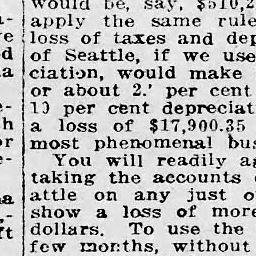 would be, say, $510,2
apply the same rule
loss of taxes and dep
of Seattle, if we use
ciation, would make
or about 2.' per cent
10 per cent depreciat
a loss of $17,900.35
most phenomenal bus
You will readily ag
taking the accounts
attle on any just o
show a loss of more
dollars. To use the
few months, without